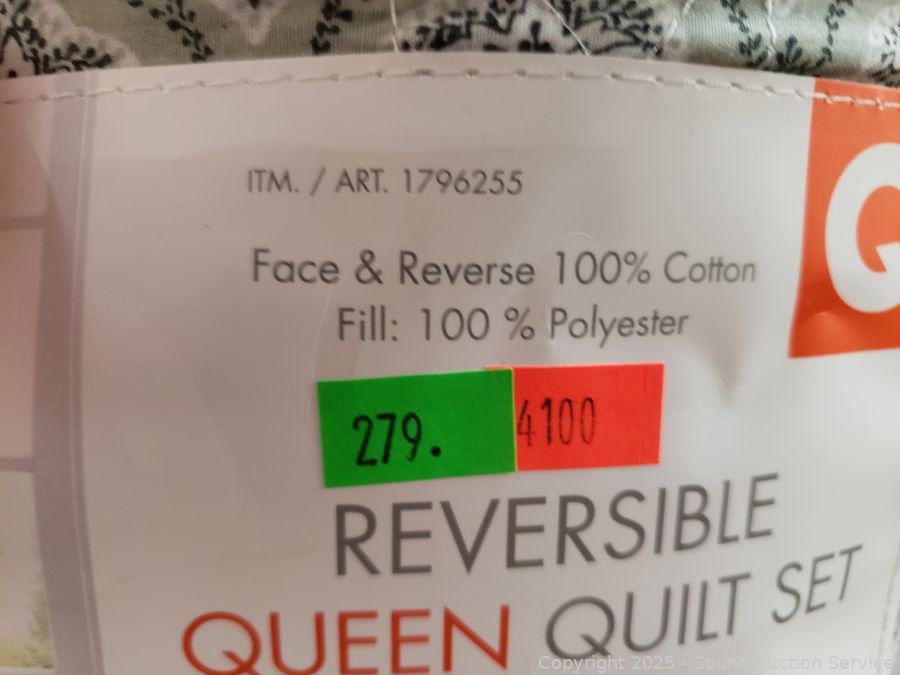 ITM. / ART. 1796255
Q
Face & Reverse 100% Cotton
Fill: 100 % Polyester
279. 4100
REVERSIBLE
QUEEN QUILT SET
Copyright 2025 - Sound Auction Service